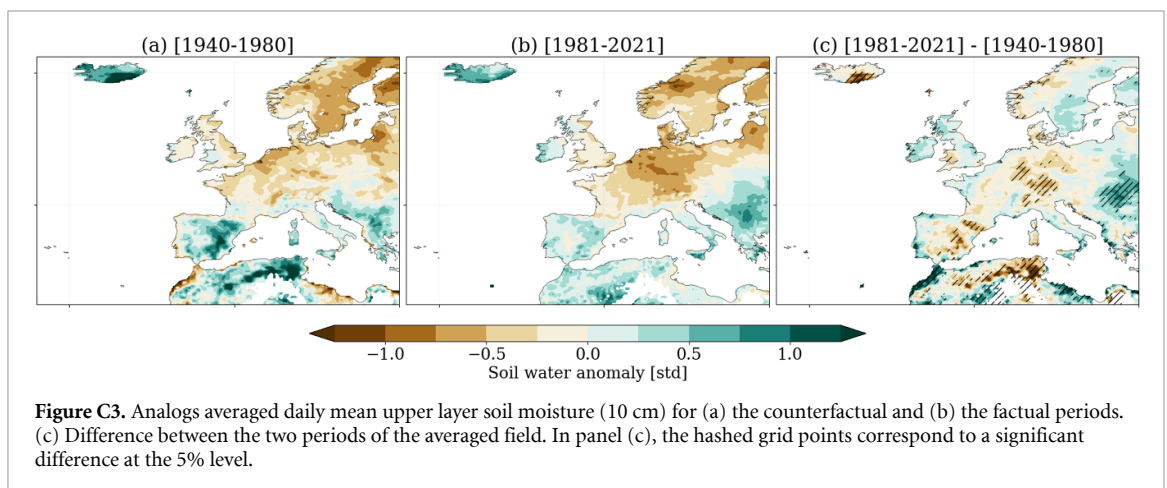 (a) [1940-1980]
(b) [1981-2021]
(c) [1981-2021] - [1940-1980]
−1.0 −0.5 0.0 0.5 1.0
Soil water anomaly [std]
Figure C3. Analogs averaged daily mean upper layer soil moisture (10 cm) for (a) the counterfactual and (b) the factual periods.
(c) Difference between the two periods of the averaged field. In panel (c), the hashed grid points correspond to a significant
difference at the 5% level.